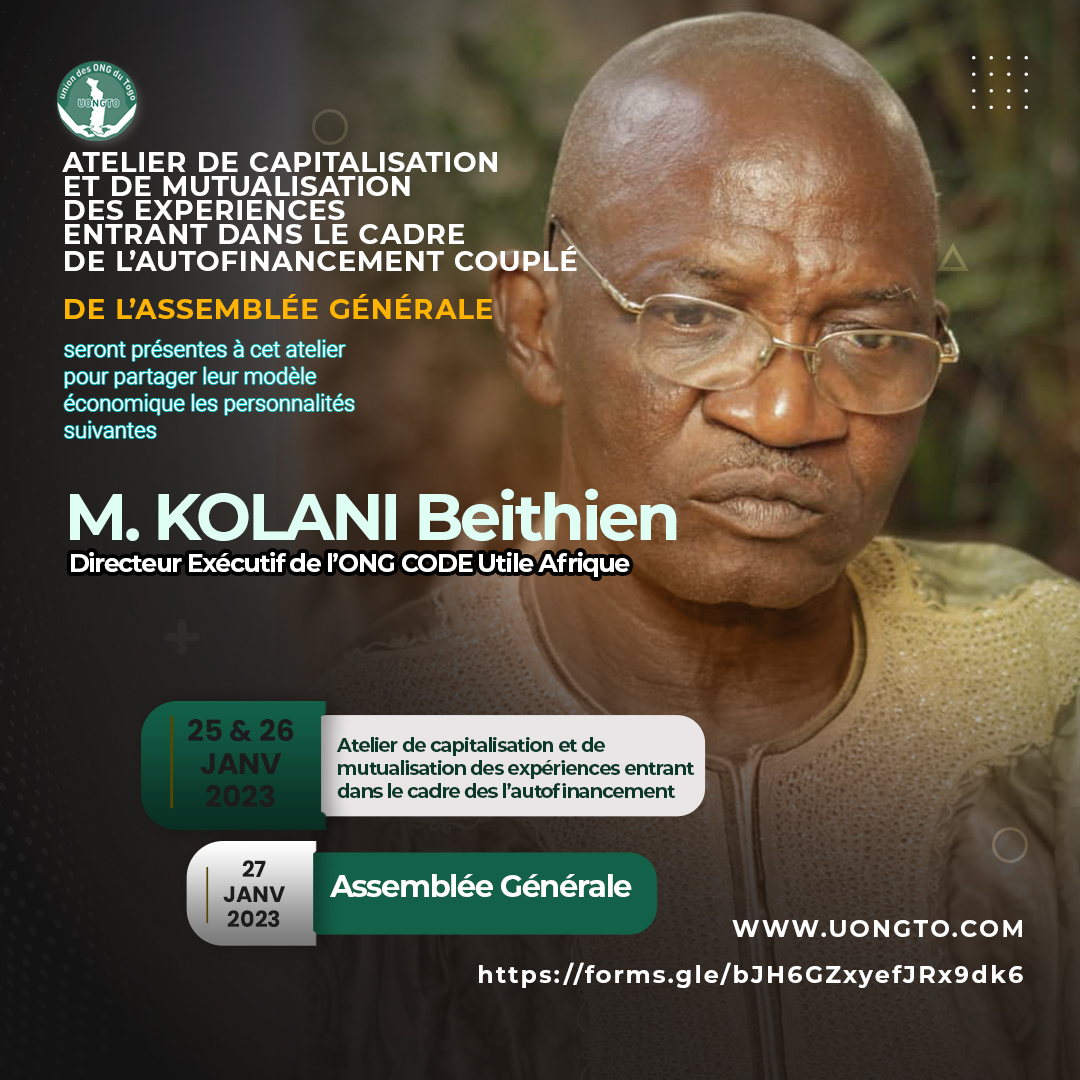 union des ONG du Togo
UONGTO
ATELIER DE CAPITALISATION
ET DE MUTUALISATION
DES EXPERIENCES
ENTRANT DANS LE CADRE
DE L’AUTOFINANCEMENT COUPLÉ
DE L’ASSEMBLÉE GÉNÉRALE
seront présentes à cet atelier
pour partager leur modèle
économique les personnalités
suivantes
M. KOLANI Beithien
Directeur Exécutif de l’ONG CODE Utile Afrique
25 & 26
JANV
2023
Atelier de capitalisation et de
mutualisation des expériences entrant
dans le cadre des l’autofinancement
27
JANV
2023
Assemblée Générale
WWW.UONGTO.COM
https://forms.gle/bJH6GZxyefJRx9dk6